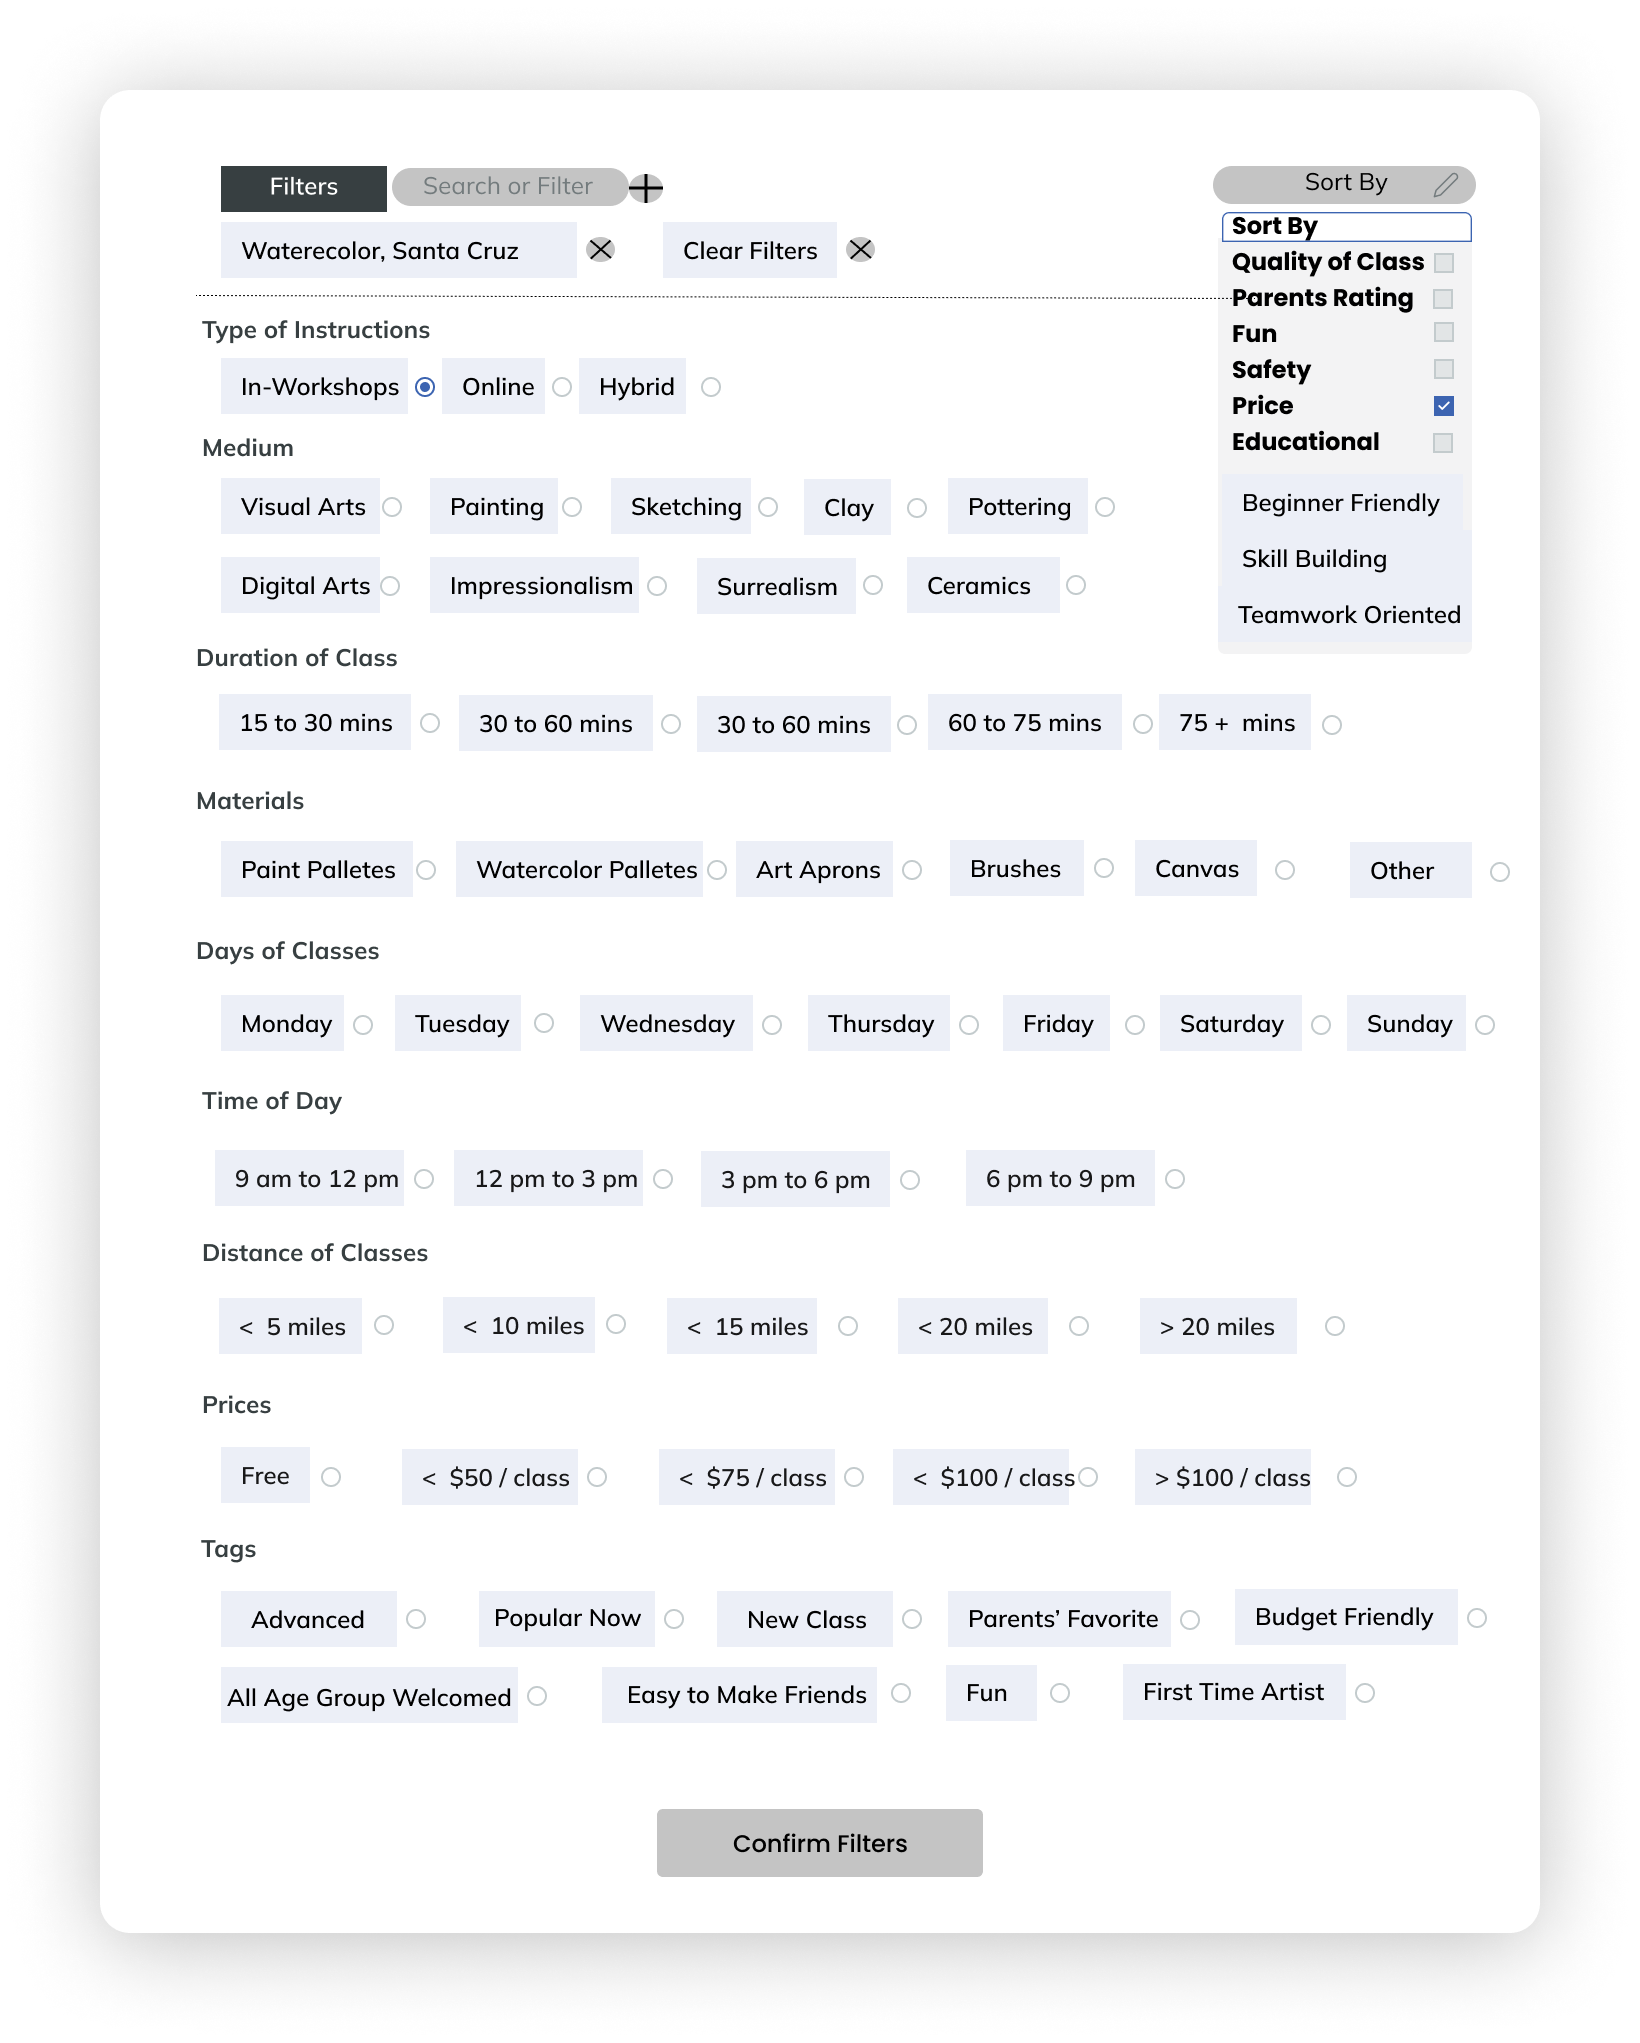 Filters
Search or Filter
Sort By
Waterecolor, Santa Cruz
Clear Filters
Sort By
Quality of Class
Parents Rating
Fun
Safety
Price
Educational
Beginner Friendly
Skill Building
Teamwork Oriented
Type of Instructions
In-Workshops Online Hybrid
Medium
Visual Arts Painting Sketching Clay Pottering
Digital Arts Impressionalism Surrealism Ceramics
Duration of Class
15 to 30 mins 30 to 60 mins 30 to 60 mins 60 to 75 mins 75 + mins
Materials
Paint Palletes Watercolor Palletes Art Aprons Brushes Canvas Other
Days of Classes
Monday Tuesday Wednesday Thursday Friday Saturday Sunday
Time of Day
9 am to 12 pm 12 pm to 3 pm 3 pm to 6 pm 6 pm to 9 pm
Distance of Classes
< 5 miles < 10 miles < 15 miles < 20 miles > 20 miles
Prices
Free < $50 / class < $75 / class < $100 / class > $100 / class
Tags
Advanced Popular Now New Class Parents’ Favorite Budget Friendly
All Age Group Welcomed Easy to Make Friends Fun First Time Artist
Confirm Filters